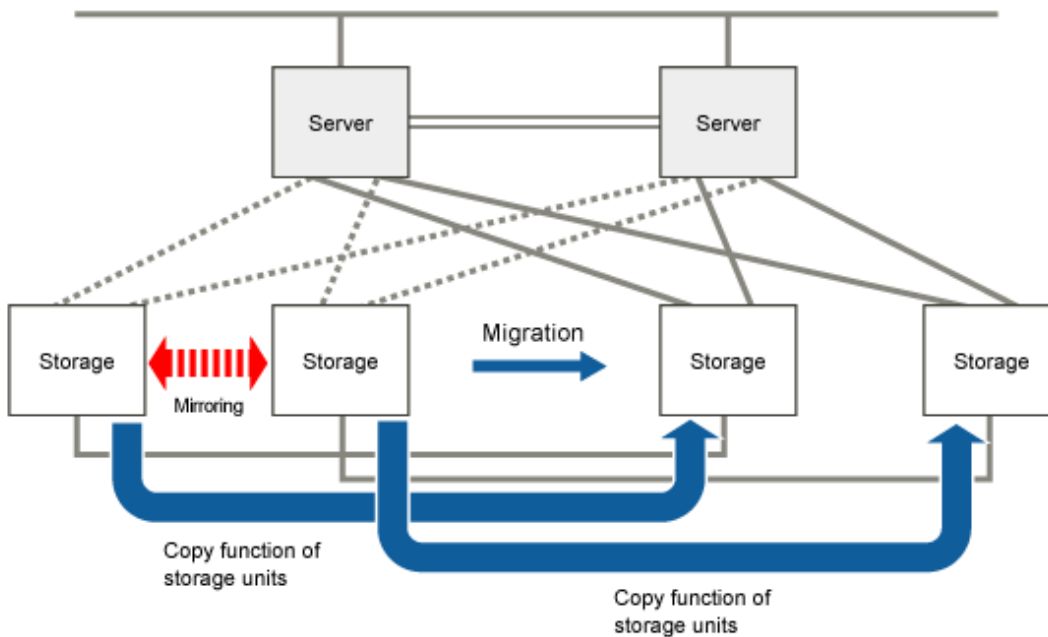 Server
Server
Storage
Mirroring
Storage
Migration
Storage
Storage
Copy function of
storage units
Copy function of
storage units